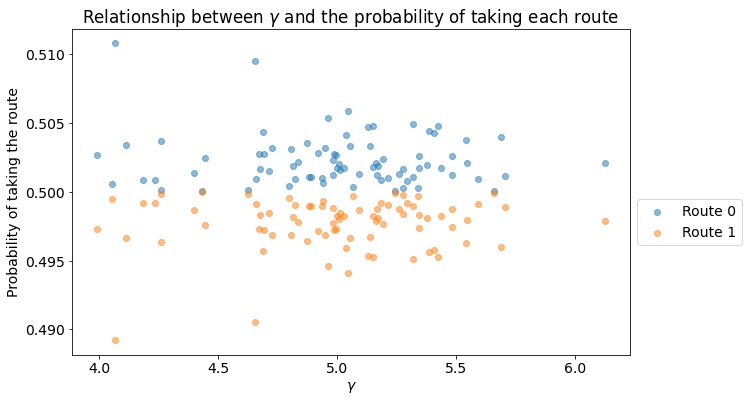 Relationship between γ and the probability of taking each route
Probability of taking the route
0.510
0.505
0.500
0.495
0.490
4.0 4.5 5.0 5.5 6.0
γ
Route 0
Route 1